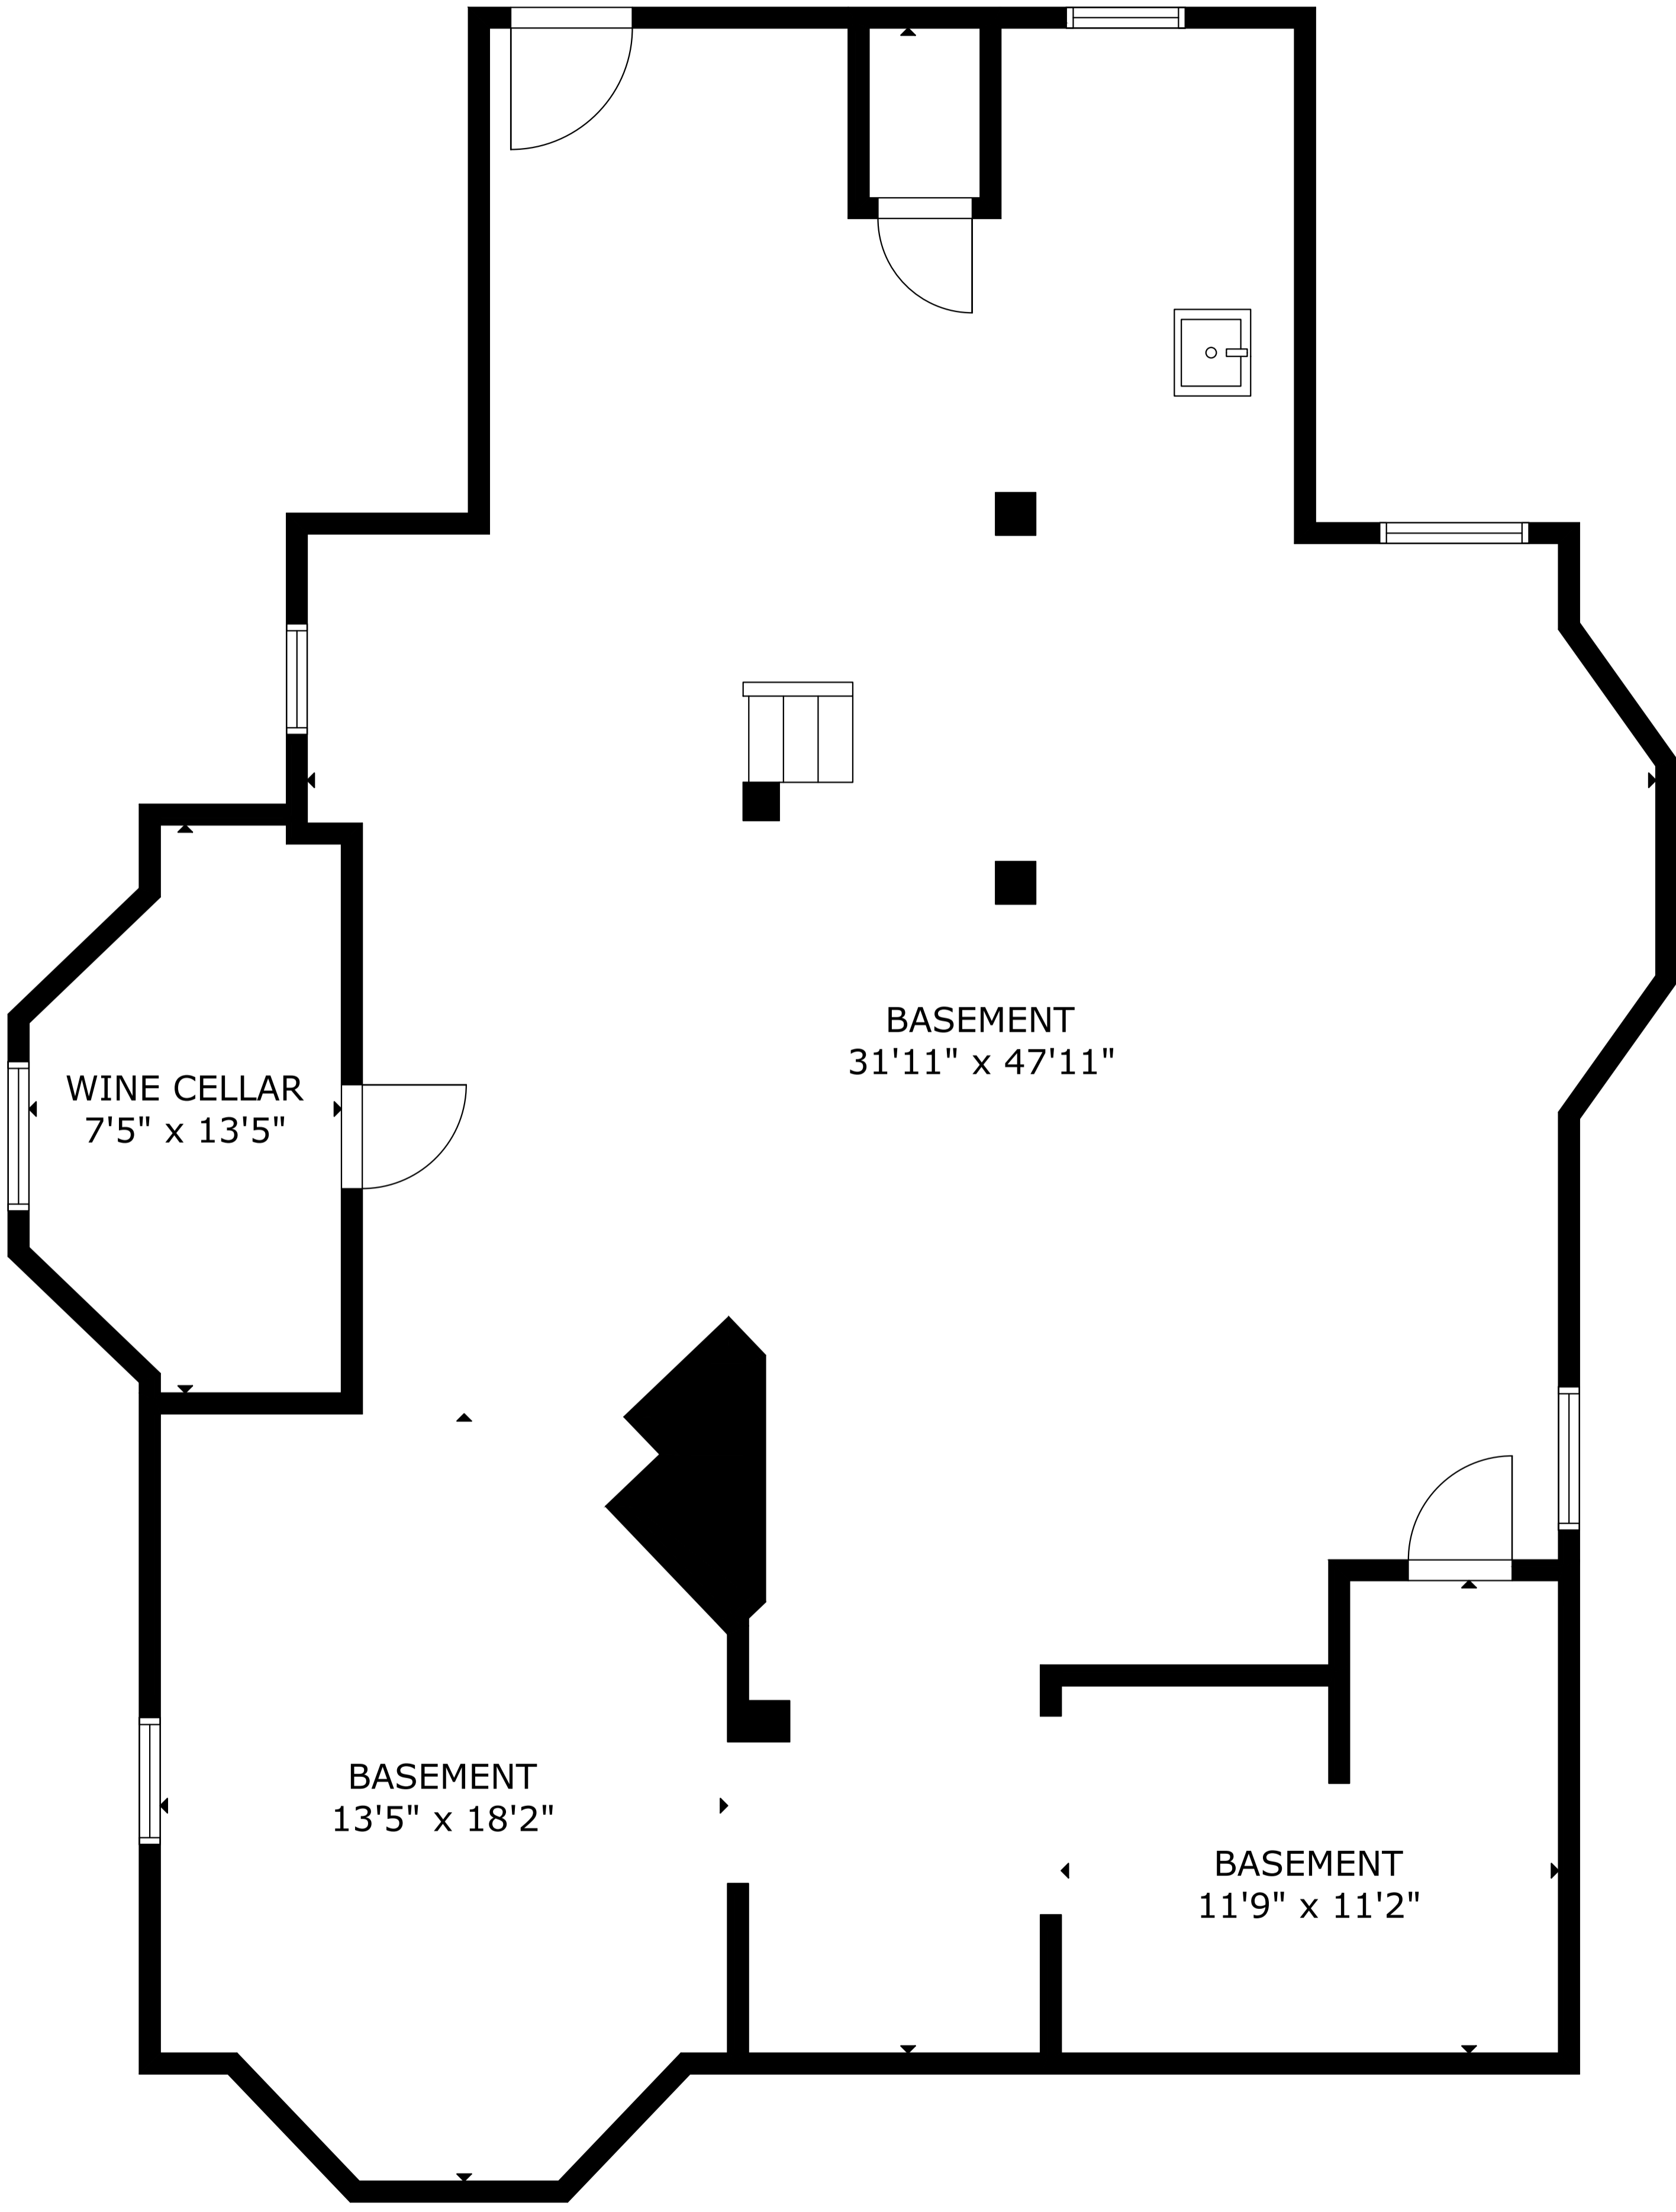 BASEMENT
31'11" x 47'11"
WINE CELLAR
7'5" x 13'5"
BASEMENT
13'5" x 18'2"
BASEMENT
11'9" x 11'2"